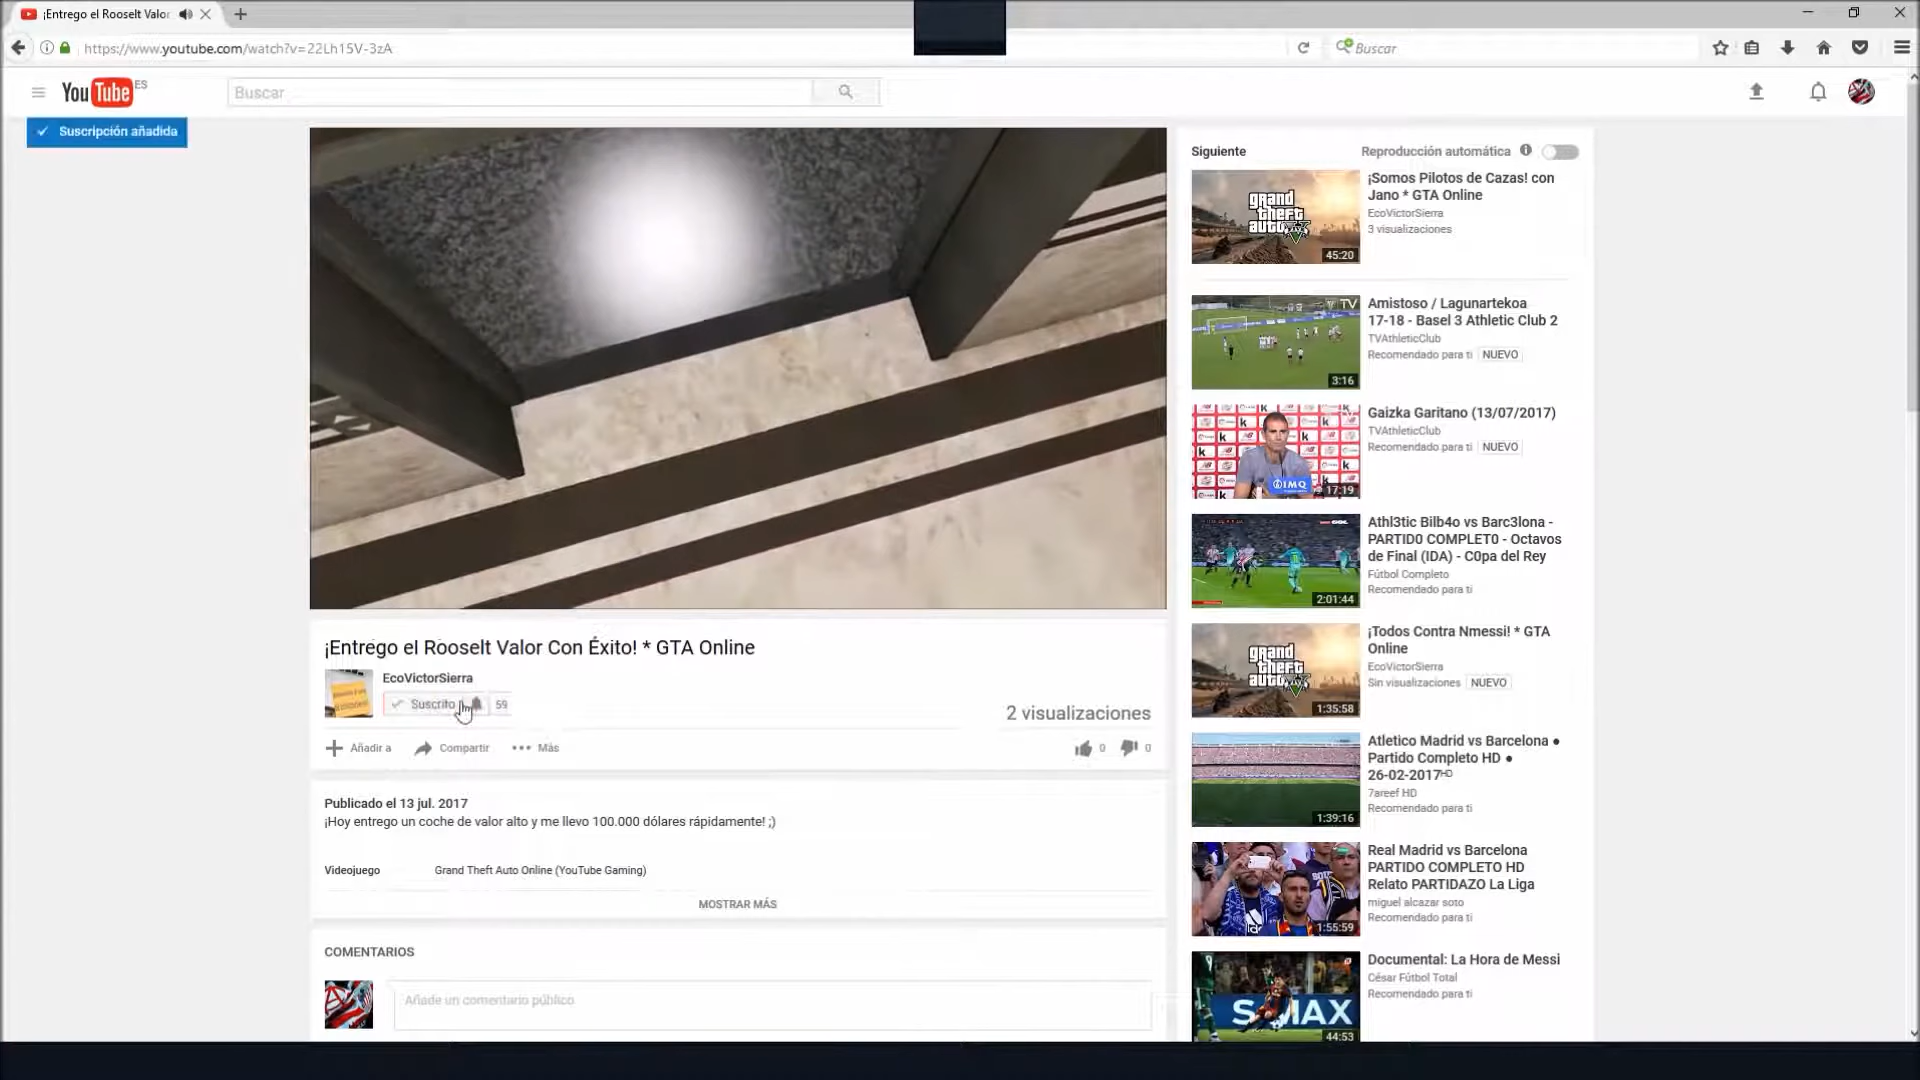 ¡Entrego el Rooselt Valor
https://www.youtube.com/watch?v=22Lh15V-3zA
Buscar
YouTube ES
Buscar
Suscripción añadida
¡Entrego el Rooselt Valor Con Éxito! * GTA Online
EcoVictorSierra
Suscrito 59
2 visualizaciones
Añadir a Compartir Más 0 0
Publicado el 13 jul. 2017
¡Hoy entrego un coche de valor alto y me llevo 100.000 dólares rápidamente! ;)
Videojuego Grand Theft Auto Online (YouTube Gaming)
MOSTRAR MÁS
COMENTARIOS
Añade un comentario público
Siguiente Reproducción automática
grand
theft
auto V
45:20
¡Somos Pilotos de Cazas! con
Jano * GTA Online
EcoVictorSierra
3 visualizaciones
TV
3:16
Amistoso / Lagunartekoa
17-18 - Basel 3 Athletic Club 2
TVAthleticClub
Recomendado para ti NUEVO
IMQ
17:19
Gaizka Garitano (13/07/2017)
TVAthleticClub
Recomendado para ti NUEVO
2:01:44
Athl3tic Bilb4o vs Barc3lona -
PARTID0 COMPLET0 - Octavos
de Final (IDA) - C0pa del Rey
Fútbol Completo
Recomendado para ti
grand
theft
auto V
1:35:58
¡Todos Contra Nmessi! * GTA
Online
EcoVictorSierra
Sin visualizaciones NUEVO
1:39:16
Atletico Madrid vs Barcelona ●
Partido Completo HD ●
26-02-2017ᴴᴰ
7areef HD
Recomendado para ti
1:55:59
Real Madrid vs Barcelona
PARTIDO COMPLETO HD
Relato PARTIDAZO La Liga
miguel alcazar soto
Recomendado para ti
44:53
Documental: La Hora de Messi
César Fútbol Total
Recomendado para ti